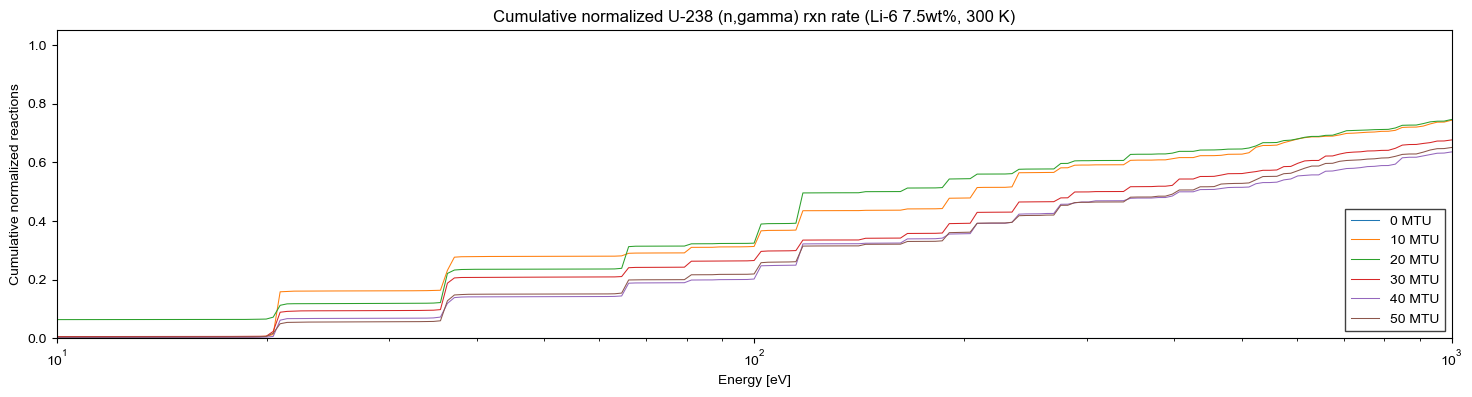 Cumulative normalized U-238 (n,gamma) rxn rate (Li-6 7.5wt%, 300 K)
Cumulative normalized reactions
1.0
0.8
0.6
0.4
0.2
0.0
0 MTU
10 MTU
20 MTU
30 MTU
40 MTU
50 MTU
10¹
10²
10³
Energy [eV]